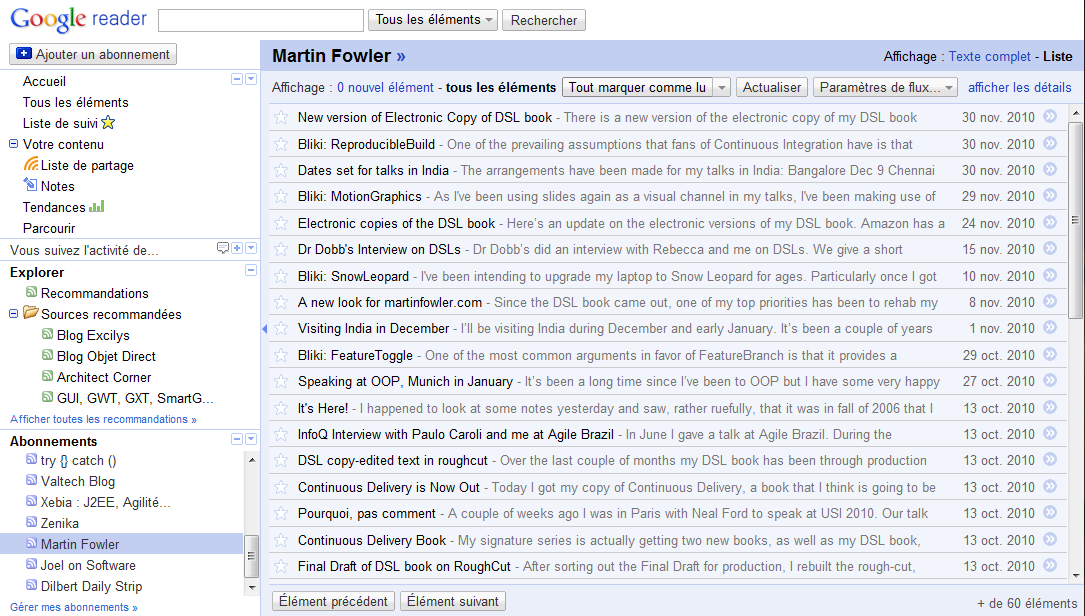 Google reader
Tous les éléments
Rechercher
Ajouter un abonnement
Accueil
Tous les éléments
Liste de suivi
Votre contenu
Liste de partage
Notes
Tendances
Parcourir
Vous suivez l'activité de...
Explorer
Recommandations
Sources recommandées
Blog Excilys
Blog Objet Direct
Architect Corner
GUI, GWT, GXT, SmartG...
Afficher toutes les recommandations »
Abonnements
try {} catch ()
Valtech Blog
Xebia : J2EE, Agilité...
Zenika
Martin Fowler
Joel on Software
Dilbert Daily Strip
Gérer mes abonnements »
Martin Fowler »
Affichage : Texte complet - Liste
Affichage : 0 nouvel élément - tous les éléments
Tout marquer comme lu
Actualiser
Paramètres de flux...
afficher les détails
New version of Electronic Copy of DSL book - There is a new version of the electronic copy of my DSL book 30 nov. 2010
Bliki: ReproducibleBuild - One of the prevailing assumptions that fans of Continuous Integration have is that 30 nov. 2010
Dates set for talks in India - The arrangements have been made for my talks in India: Bangalore Dec 9 Chennai 30 nov. 2010
Bliki: MotionGraphics - As I've been using slides again as a visual channel in my talks, I've been making use of 29 nov. 2010
Electronic copies of the DSL book - Here's an update on the electronic versions of my DSL book. Amazon has a 24 nov. 2010
Dr Dobb's Interview on DSLs - Dr Dobb's did an interview with Rebecca and me on DSLs. We give a short 15 nov. 2010
Bliki: SnowLeopard - I've been intending to upgrade my laptop to Snow Leopard for ages. Particularly once I got 10 nov. 2010
A new look for martinfowler.com - Since the DSL book came out, one of my top priorities has been to rehab my 8 nov. 2010
Visiting India in December - I'll be visiting India during December and early January. It's been a couple of years 1 nov. 2010
Bliki: FeatureToggle - One of the most common arguments in favor of FeatureBranch is that it provides a 29 oct. 2010
Speaking at OOP, Munich in January - It's been a long time since I've been to OOP but I have some very happy 27 oct. 2010
It's Here! - I happened to look at some notes yesterday and saw, rather ruefully, that it was in fall of 2006 that I 13 oct. 2010
InfoQ Interview with Paulo Caroli and me at Agile Brazil - In June I gave a talk at Agile Brazil. During the 13 oct. 2010
DSL copy-edited text in roughcut - Over the last couple of months my DSL book has been through production 13 oct. 2010
Continuous Delivery is Now Out - Today I got my copy of Continuous Delivery, a book that I think is going to be 13 oct. 2010
Pourquoi, pas comment - A couple of weeks ago I was in Paris with Neal Ford to speak at USI 2010. Our talk 13 oct. 2010
Continuous Delivery Book - My signature series is actually getting two new books, as well as my DSL book, 13 oct. 2010
Final Draft of DSL book on RoughCut - After sorting out the Final Draft for production, I rebuilt the rough-cut, 13 oct. 2010
Élément précédent
Élément suivant
+ de 60 éléments